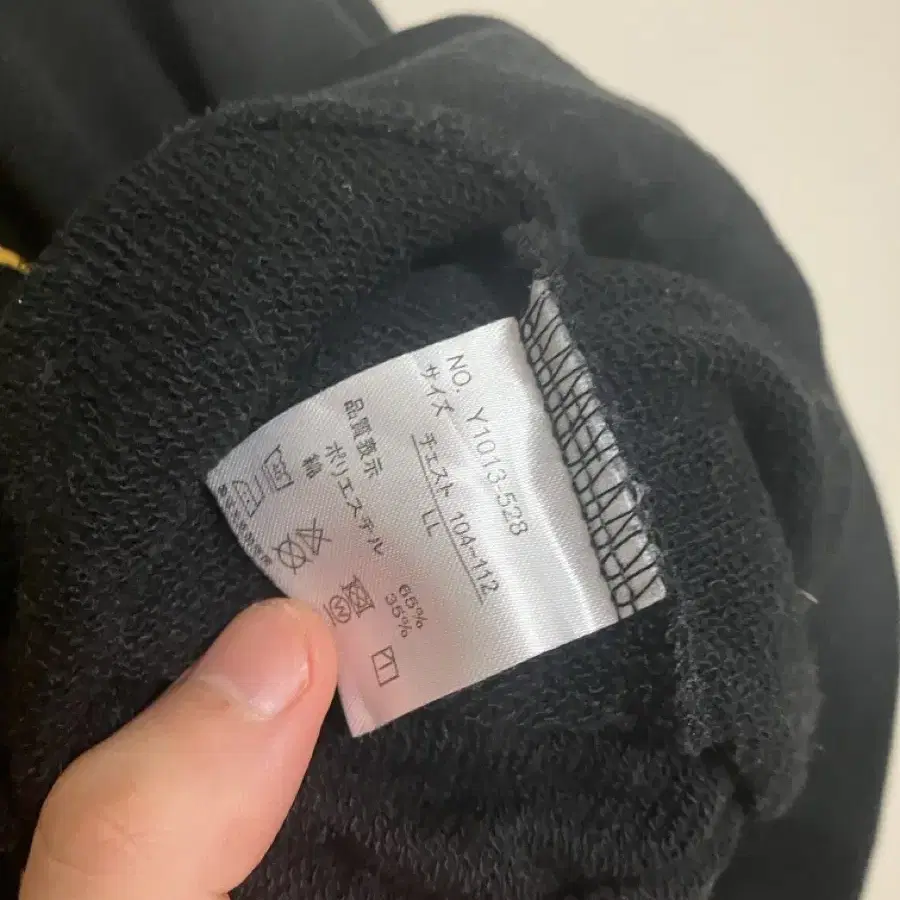 NO. Y1013-528
サイズ チェスト 104~112
LL
品質表示
ポリエステル 65%
綿 35%
40
W